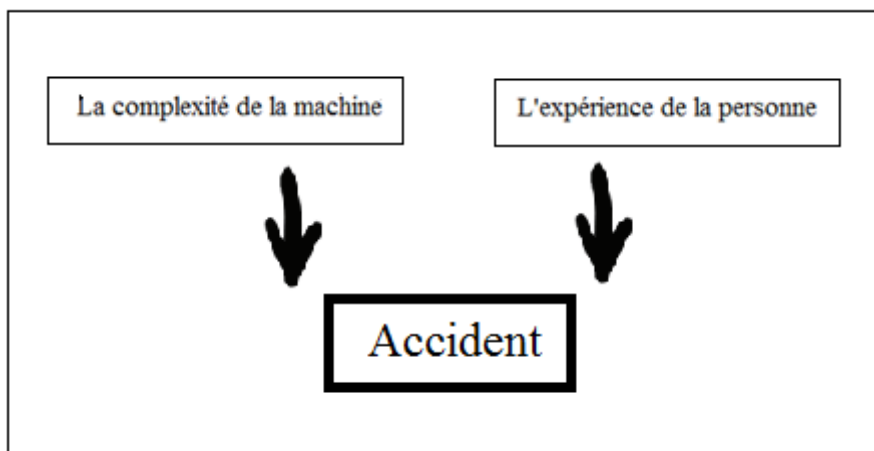 La complexité de la machine
L'expérience de la personne
Accident